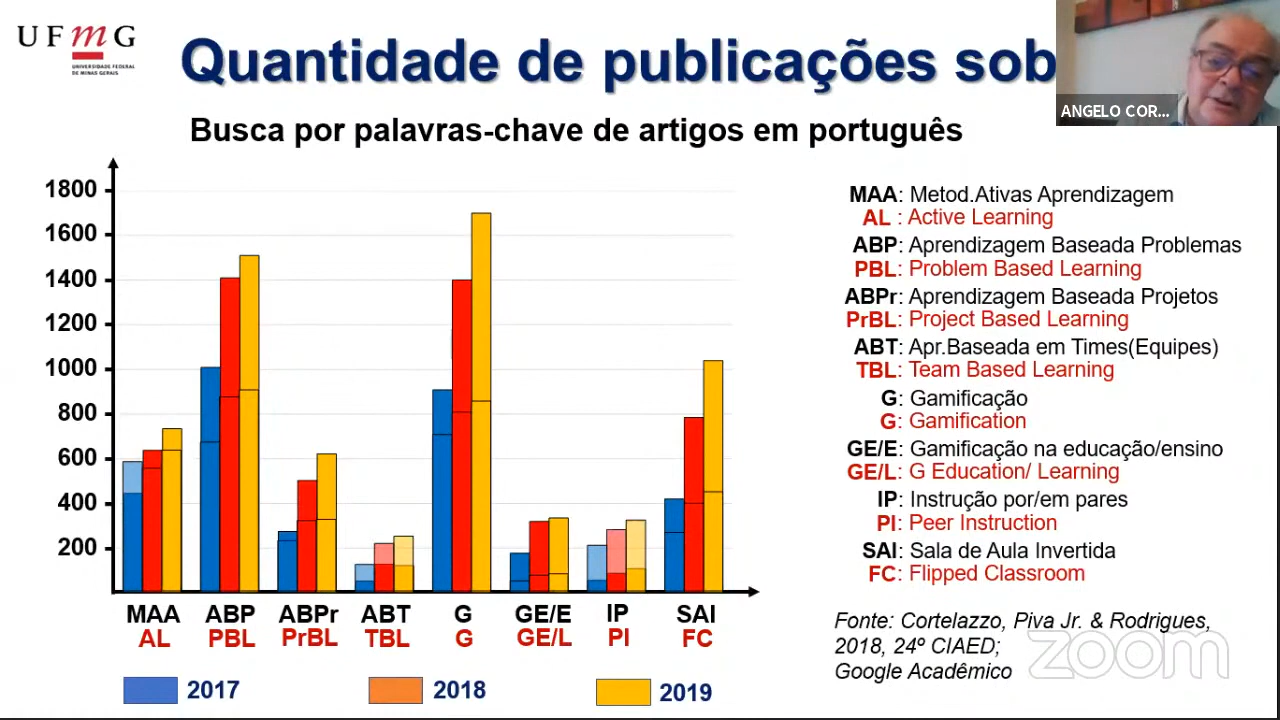 UFmG
UNIVERSIDADE FEDERAL
DE MINAS GERAIS
Quantidade de publicações sob
ANGELO COR...
Busca por palavras-chave de artigos em português
1800
1600
1400
1200
1000
800
600
400
200
MAA ABP ABPr ABT G GE/E IP SAI
AL PBL PrBL TBL G GE/L PI FC
2017 2018 2019
MAA: Metod.Ativas Aprendizagem
AL : Active Learning
ABP: Aprendizagem Baseada Problemas
PBL: Problem Based Learning
ABPr: Aprendizagem Baseada Projetos
PrBL: Project Based Learning
ABT: Apr.Baseada em Times(Equipes)
TBL: Team Based Learning
G: Gamificação
G: Gamification
GE/E: Gamificação na educação/ensino
GE/L: G Education/ Learning
IP: Instrução por/em pares
PI: Peer Instruction
SAI: Sala de Aula Invertida
FC: Flipped Classroom
Fonte: Cortelazzo, Piva Jr. & Rodrigues,
2018, 24º CIAED;
Google Acadêmico
zoom